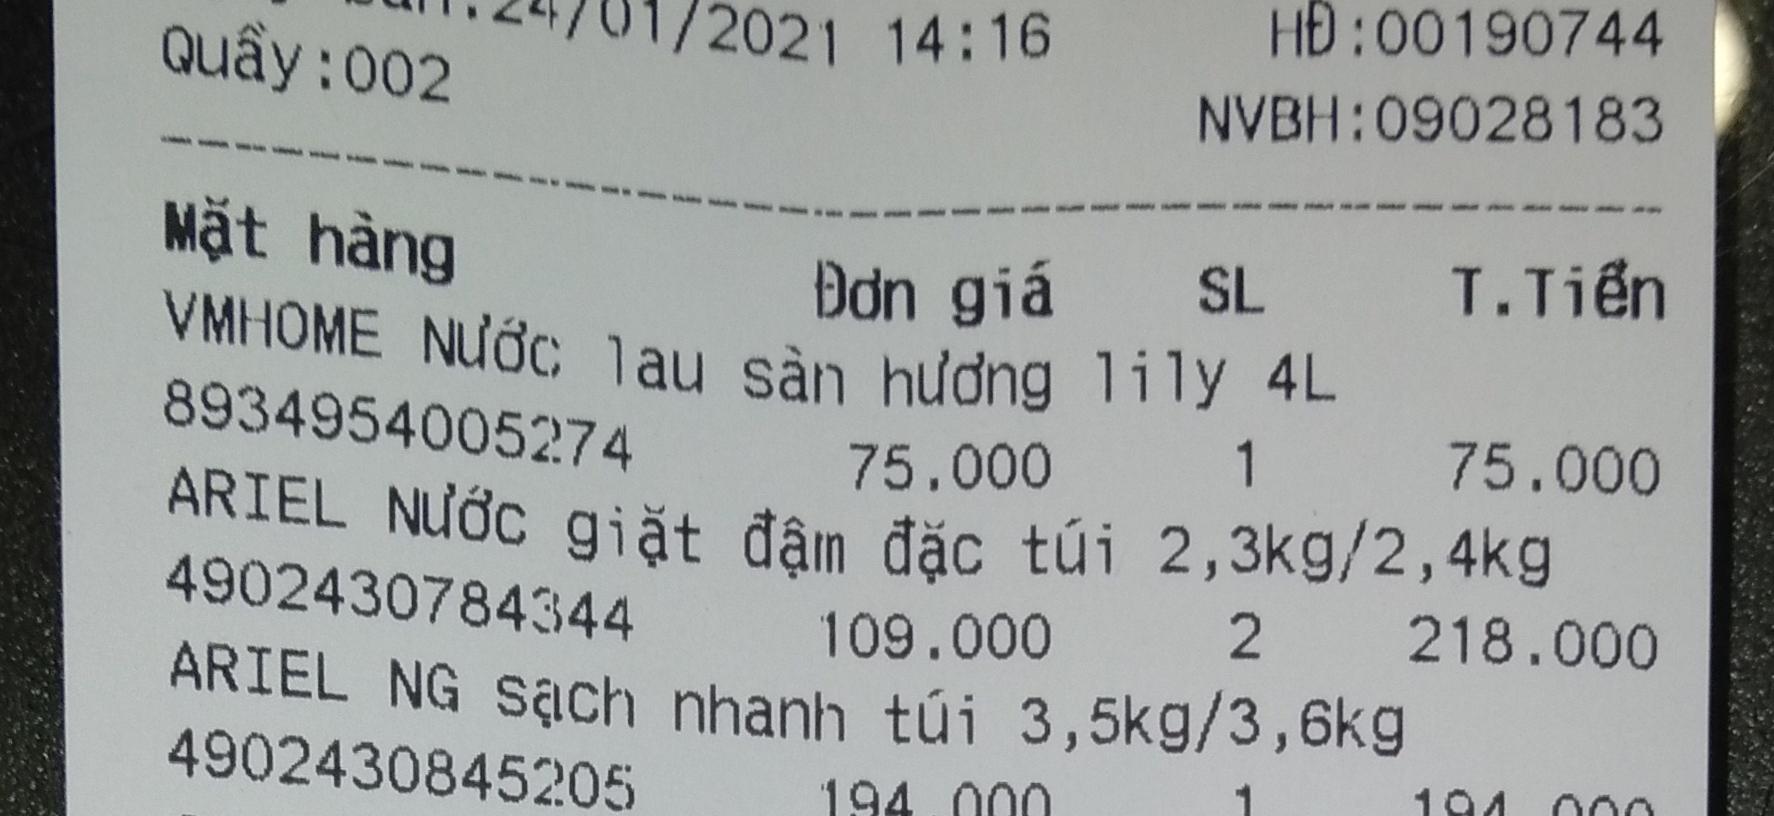 bán:24/01/2021 14:16 HĐ:00190744
Quầy:002 NVBH:09028183
Mặt hàng Đơn giá SL T.Tiền
VMHOME Nước lau sàn hương lily 4L
8934954005274 75.000 1 75.000
ARIEL Nước giặt đậm đặc túi 2,3kg/2,4kg
4902430784344 109.000 2 218.000
ARIEL NG sạch nhanh túi 3,5kg/3,6kg
4902430845205 194.000 1 194.000